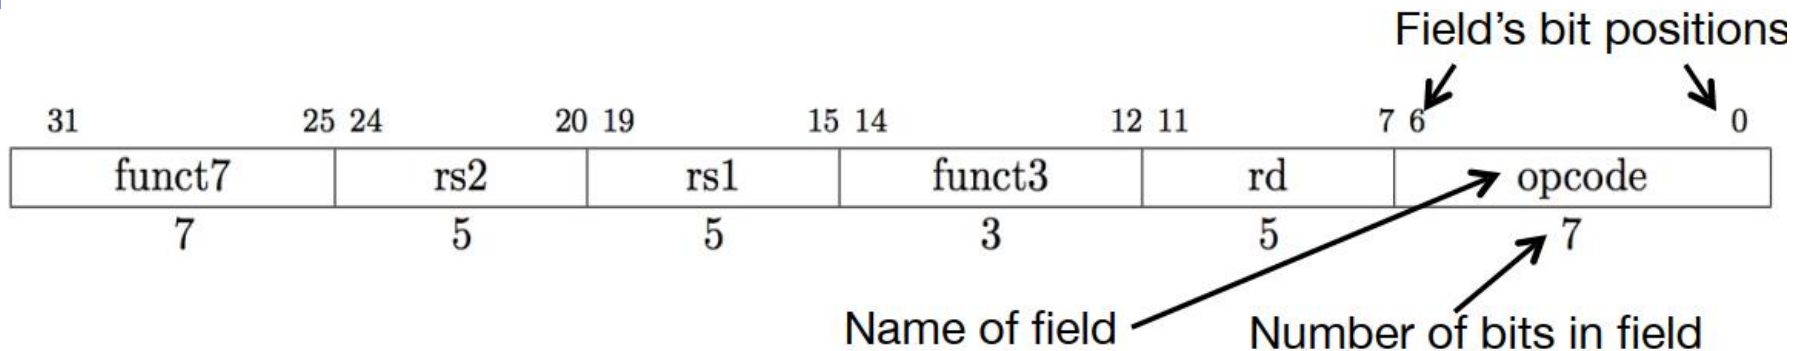 Field's bit positions
31 25 24 20 19 15 14 12 11 7 6 0
funct7 rs2 rs1 funct3 rd opcode
7 5 5 3 5 7
Name of field Number of bits in field